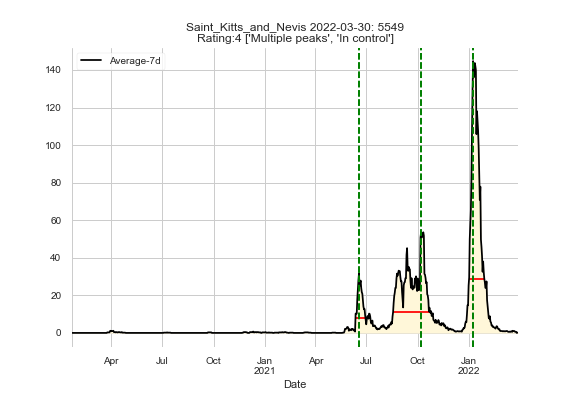 Saint_Kitts_and_Nevis 2022-03-30: 5549
Rating:4 ['Multiple peaks', 'In control']
Average-7d
140
120
100
80
60
40
20
0
Apr
Jul
Oct
Jan
2021
Apr
Jul
Oct
Jan
2022
Date